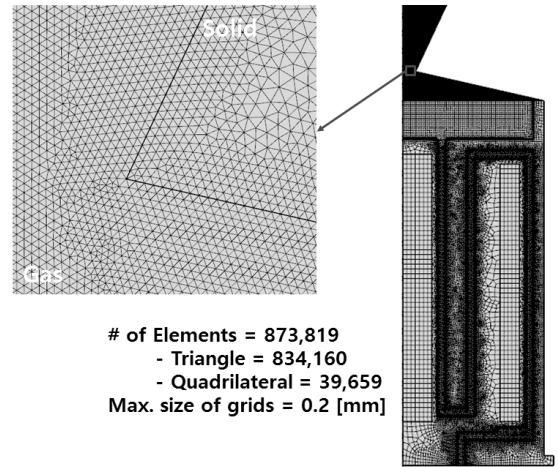 Solid
Gas
# of Elements = 873,819
- Triangle = 834,160
- Quadrilateral = 39,659
Max. size of grids = 0.2 [mm]